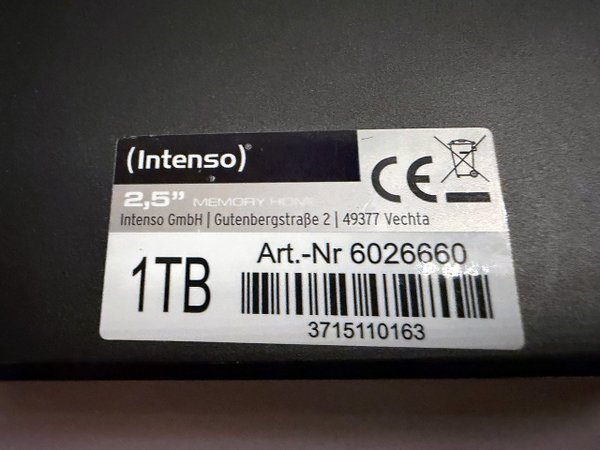 (Intenso)®
2,5” MEMORY HOME
Intenso GmbH | Gutenbergstraße 2 | 49377 Vechta
CE
1TB
Art.-Nr 6026660
3715110163